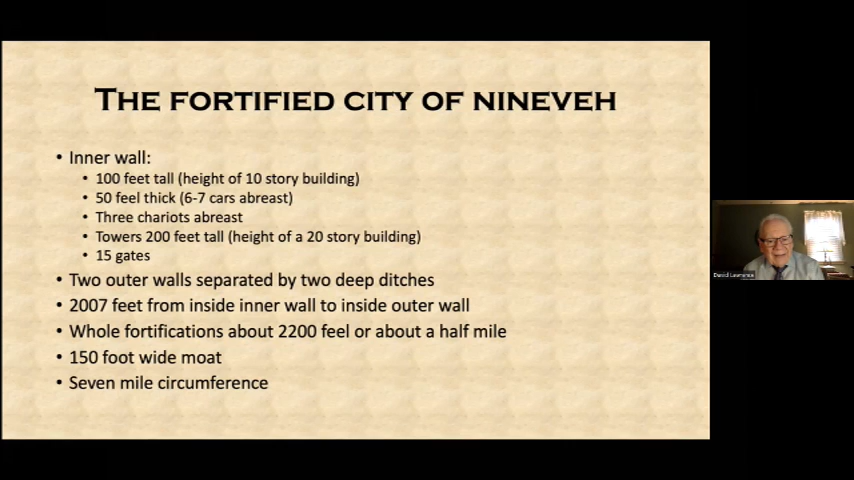 THE FORTIFIED CITY OF NINEVEH
• Inner wall:
• 100 feet tall (height of 10 story building)
• 50 feel thick (6-7 cars abreast)
• Three chariots abreast
• Towers 200 feet tall (height of a 20 story building)
• 15 gates
• Two outer walls separated by two deep ditches
• 2007 feet from inside inner wall to inside outer wall
• Whole fortifications about 2200 feel or about a half mile
• 150 foot wide moat
• Seven mile circumference
David Lawrence